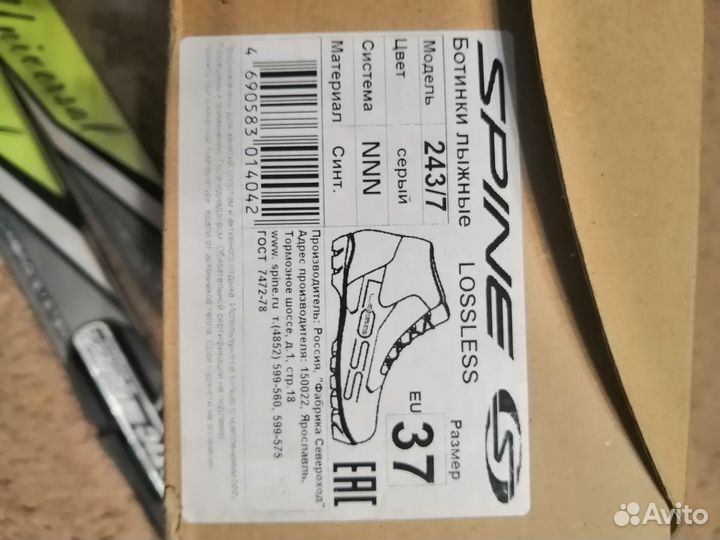 SPINE
Ботинки лыжные LOSSLESS
Модель 243/7
Цвет серый
Система NNN
Материал Синт.
Размер
EU 37
EAC
4 690583 014042
Производитель: Россия, "Фабрика Североход"
Адрес производителя: 150022, Ярославль,
Тормозное шоссе, д.1, стр.18
www.spine.ru т.(4852) 599-560, 599-575
ГОСТ 7472-78
Universal
Avito